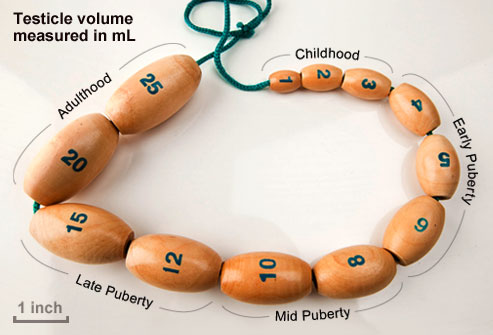 Testicle volume
measured in mL
Childhood
1
2
3
4
5
6
Early Puberty
8
10
Mid Puberty
12
15
Late Puberty
20
25
Adulthood
1 inch